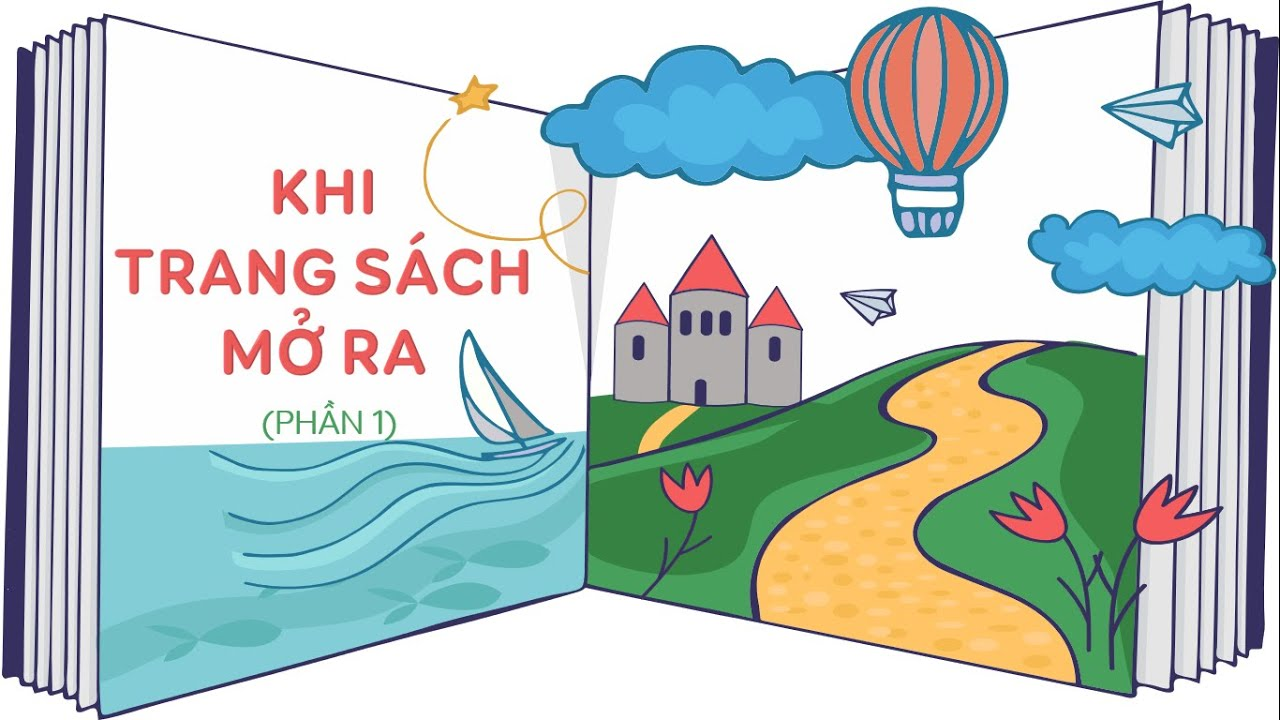 KHI
TRANG SÁCH
MỞ RA
(PHẦN 1)